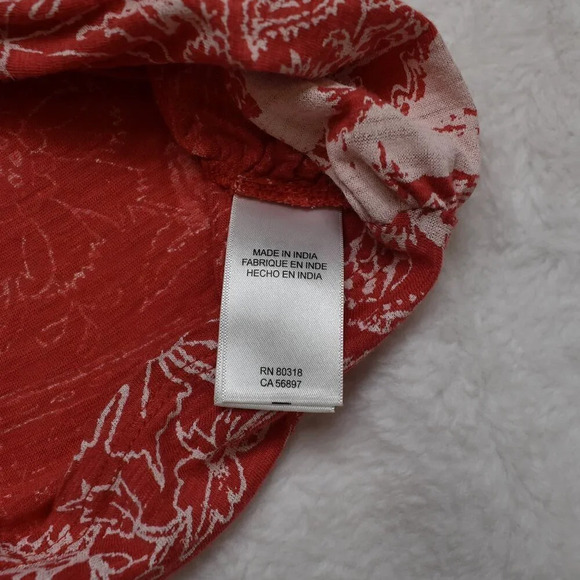 MADE IN INDIA
FABRIQUE EN INDE
HECHO EN INDIA
RN 80318
CA 56897